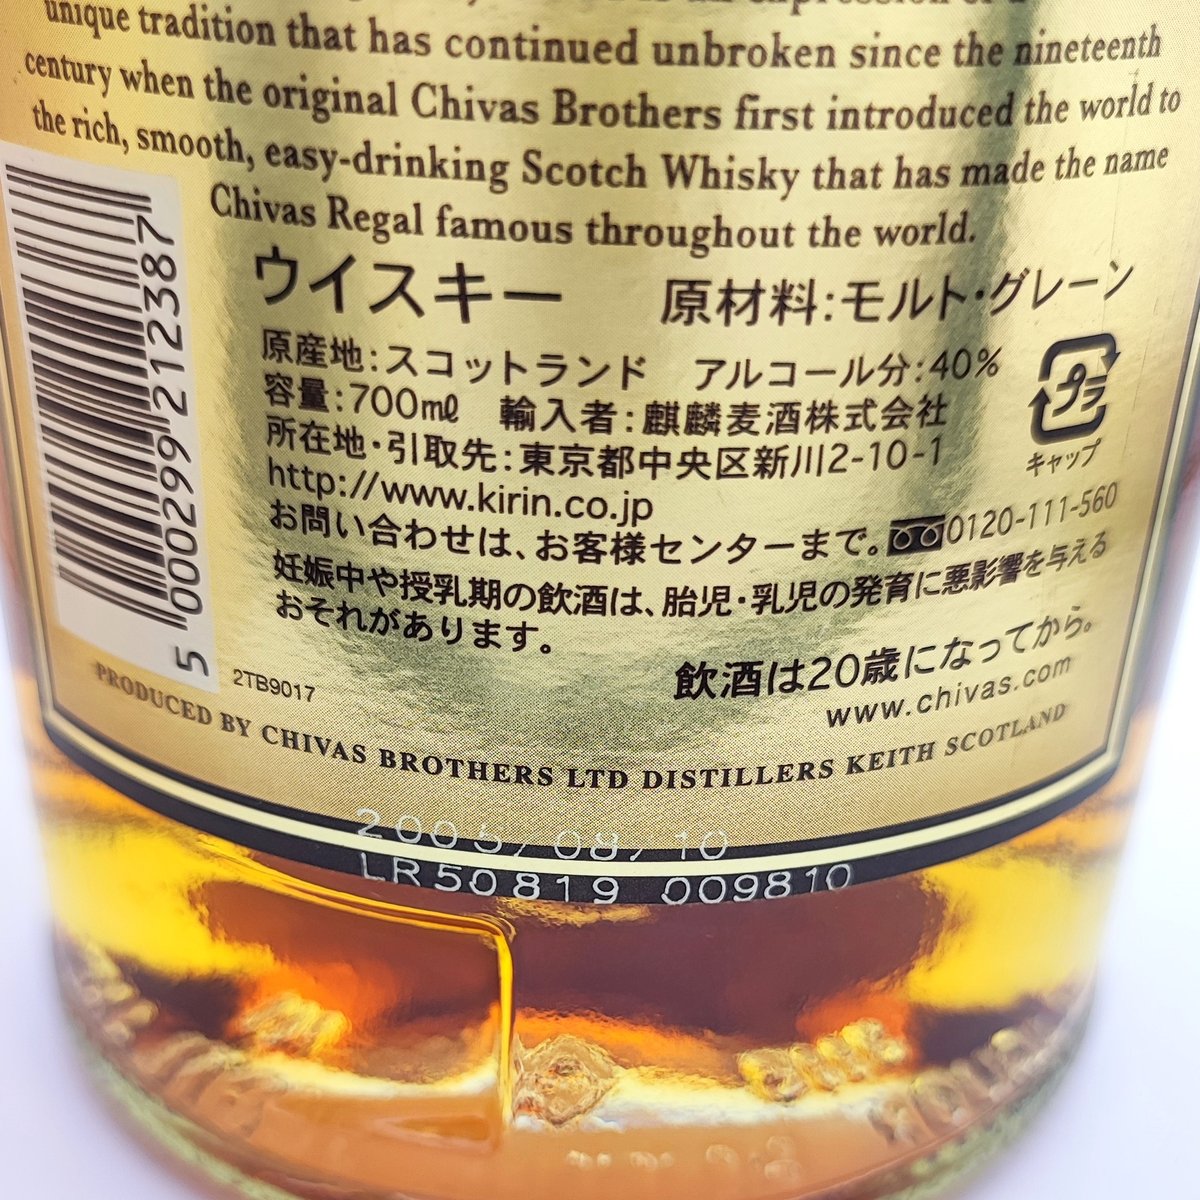 unique tradition that has continued unbroken since the nineteenth
century when the original Chivas Brothers first introduced the world to
the rich, smooth, easy-drinking Scotch Whisky that has made the name
Chivas Regal famous throughout the world.
ウイスキー 原材料:モルト・グレーン
原産地:スコットランド アルコール分:40%
容量:700mℓ 輸入者:麒麟麦酒株式会社
所在地・引取先:東京都中央区新川2-10-1
http://www.kirin.co.jp
お問い合わせは、お客様センターまで。0120-111-560
妊娠中や授乳期の飲酒は、胎児・乳児の発育に悪影響を与える
おそれがあります。
飲酒は20歳になってから。
www.chivas.com
プラ
キャップ
5 000299 212387
2TB9017
PRODUCED BY CHIVAS BROTHERS LTD DISTILLERS KEITH SCOTLAND
2005/08/10
LR50819 009810